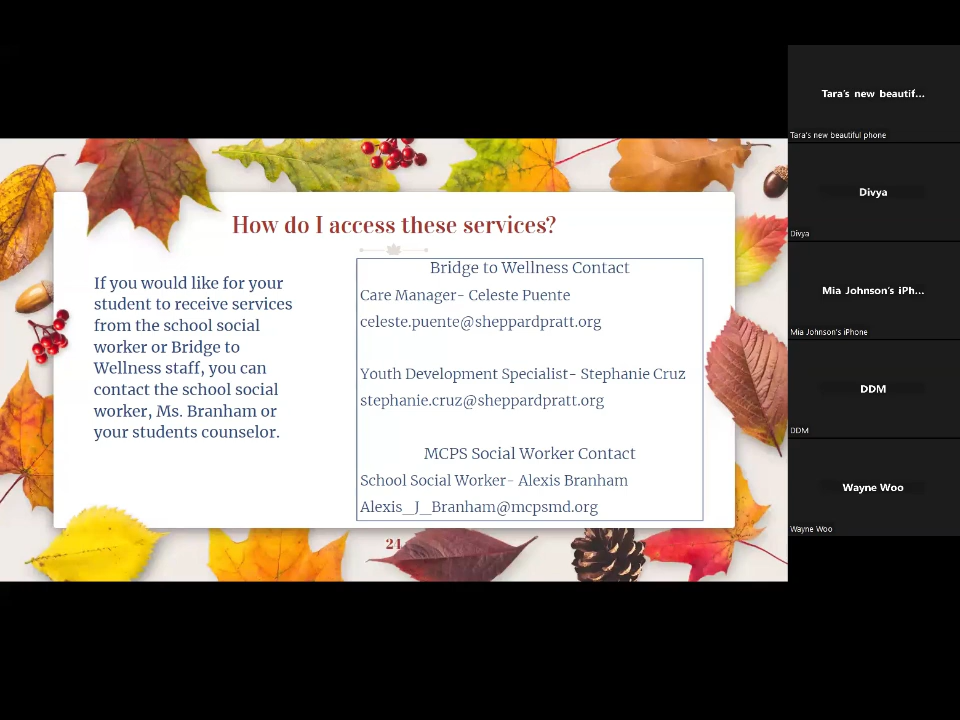 How do I access these services?
If you would like for your
student to receive services
from the school social
worker or Bridge to
Wellness staff, you can
contact the school social
worker, Ms. Branham or
your students counselor.
Bridge to Wellness Contact
Care Manager- Celeste Puente
celeste.puente@sheppardpratt.org
Youth Development Specialist- Stephanie Cruz
stephanie.cruz@sheppardpratt.org
MCPS Social Worker Contact
School Social Worker- Alexis Branham
Alexis_J_Branham@mcpsmd.org
24
Tara's new beautif...
Tara's new beautiful phone
Divya
Divya
Mia Johnson's iPh...
Mia Johnson's iPhone
DDM
DDM
Wayne Woo
Wayne Woo